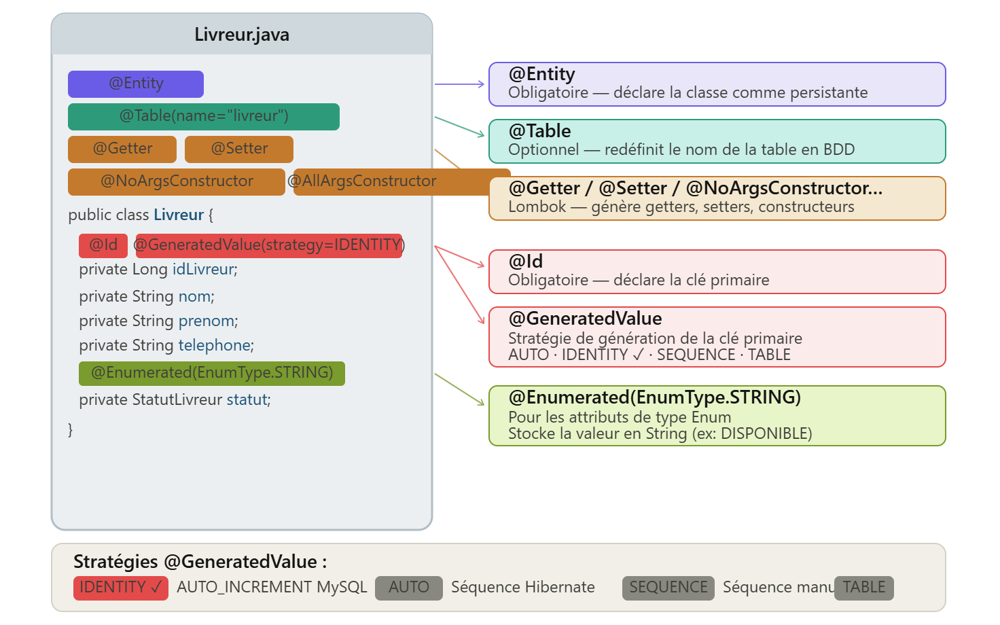 Livreur.java
@Entity
@Table(name="livreur")
@Getter @Setter
@NoArgsConstructor @AllArgsConstructor
public class Livreur {
@Id @GeneratedValue(strategy=IDENTITY)
private Long idLivreur;
private String nom;
private String prenom;
private String telephone;
@Enumerated(EnumType.STRING)
private StatutLivreur statut;
}
@Entity
Obligatoire — déclare la classe comme persistante
@Table
Optionnel — redéfinit le nom de la table en BDD
@Getter / @Setter / @NoArgsConstructor...
Lombok — génère getters, setters, constructeurs
@Id
Obligatoire — déclare la clé primaire
@GeneratedValue
Stratégie de génération de la clé primaire
AUTO · IDENTITY ✓ · SEQUENCE · TABLE
@Enumerated(EnumType.STRING)
Pour les attributs de type Enum
Stocke la valeur en String (ex: DISPONIBLE)
Stratégies @GeneratedValue :
IDENTITY ✓ AUTO_INCREMENT MySQL AUTO Séquence Hibernate SEQUENCE Séquence manu TABLE